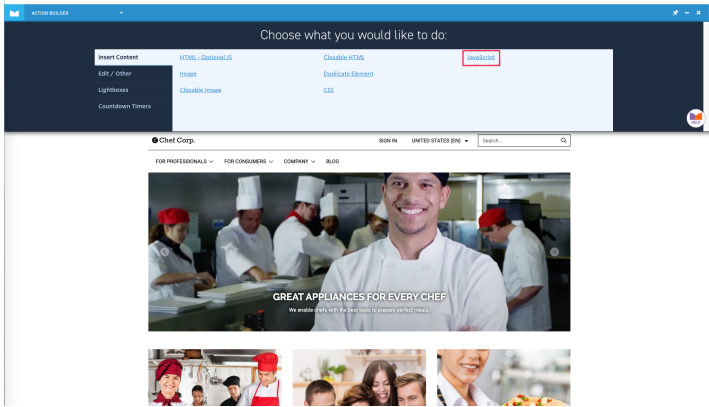 ACTION BUILDER
Choose what you would like to do:
Insert Content
Edit / Other
Lightboxes
Countdown Timers
HTML - Optional JS
Image
Closable Image
Closable HTML
Duplicate Element
CSS
JavaScript
HELP
Chef Corp.
SIGN IN
UNITED STATES (EN)
Search...
FOR PROFESSIONALS
FOR CONSUMERS
COMPANY
BLOG
GREAT APPLIANCES FOR EVERY CHEF
We enable chefs with the best tools to prepare perfect meals.